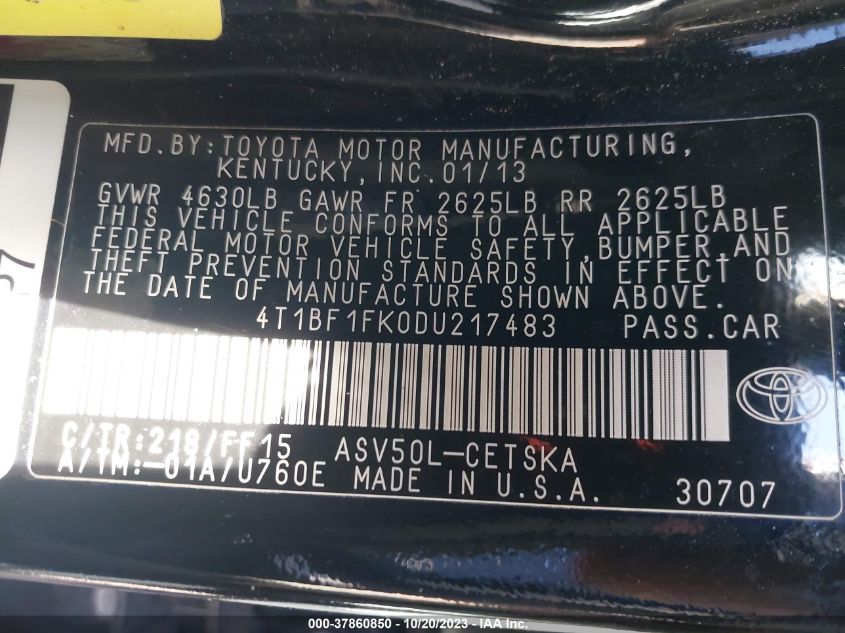 MFD.BY:TOYOTA MOTOR MANUFACTURING,
KENTUCKY, INC. 01/13
GVWR 4630LB GAWR FR 2625LB RR 2625LB
THIS VEHICLE CONFORMS TO ALL APPLICABLE
FEDERAL MOTOR VEHICLE SAFETY,BUMPER,AND
THEFT PREVENTION STANDARDS IN EFFECT ON
THE DATE OF MANUFACTURE SHOWN ABOVE.
4T1BF1FK0DU217483 PASS.CAR
C/TR:218/FF15 ASV50L-CETSKA
A/TM:-01A/U760E MADE IN U.S.A. 30707
000-37860850 | 10/20/2023 | Copyright © IAA, Inc.